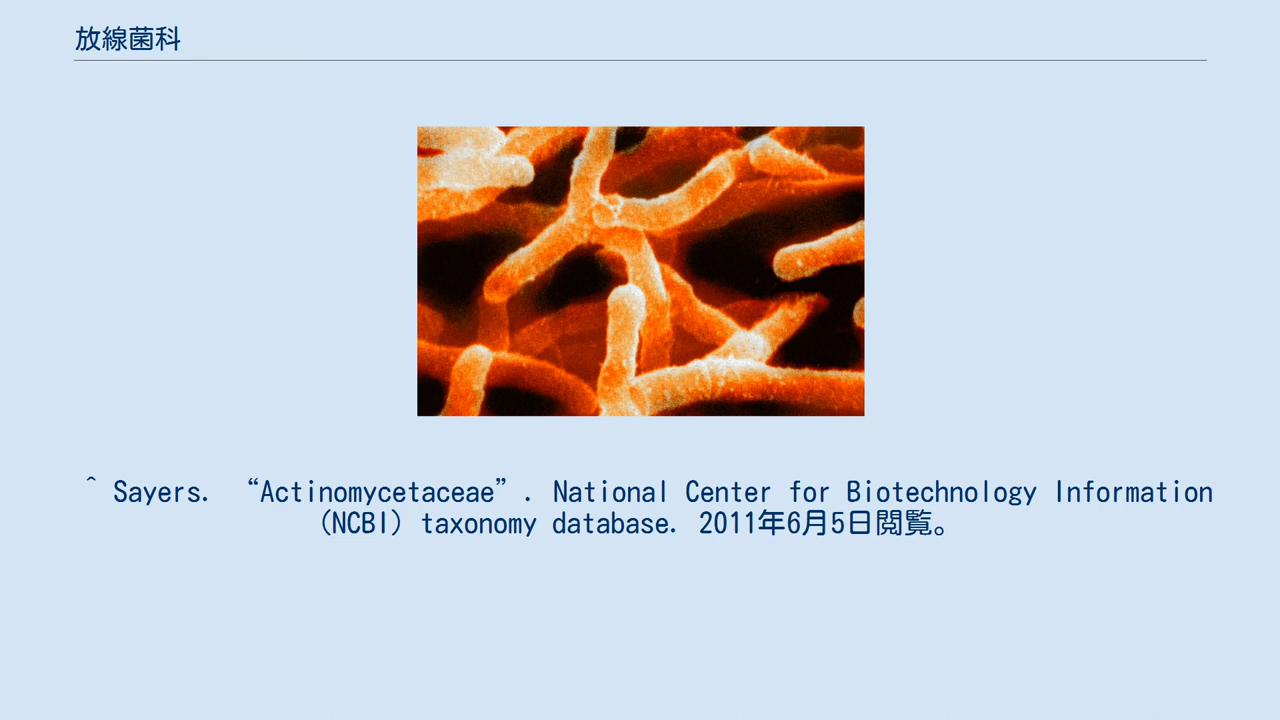 放線菌科
^ Sayers. “Actinomycetaceae”. National Center for Biotechnology Information
(NCBI) taxonomy database. 2011年6月5日閲覧。